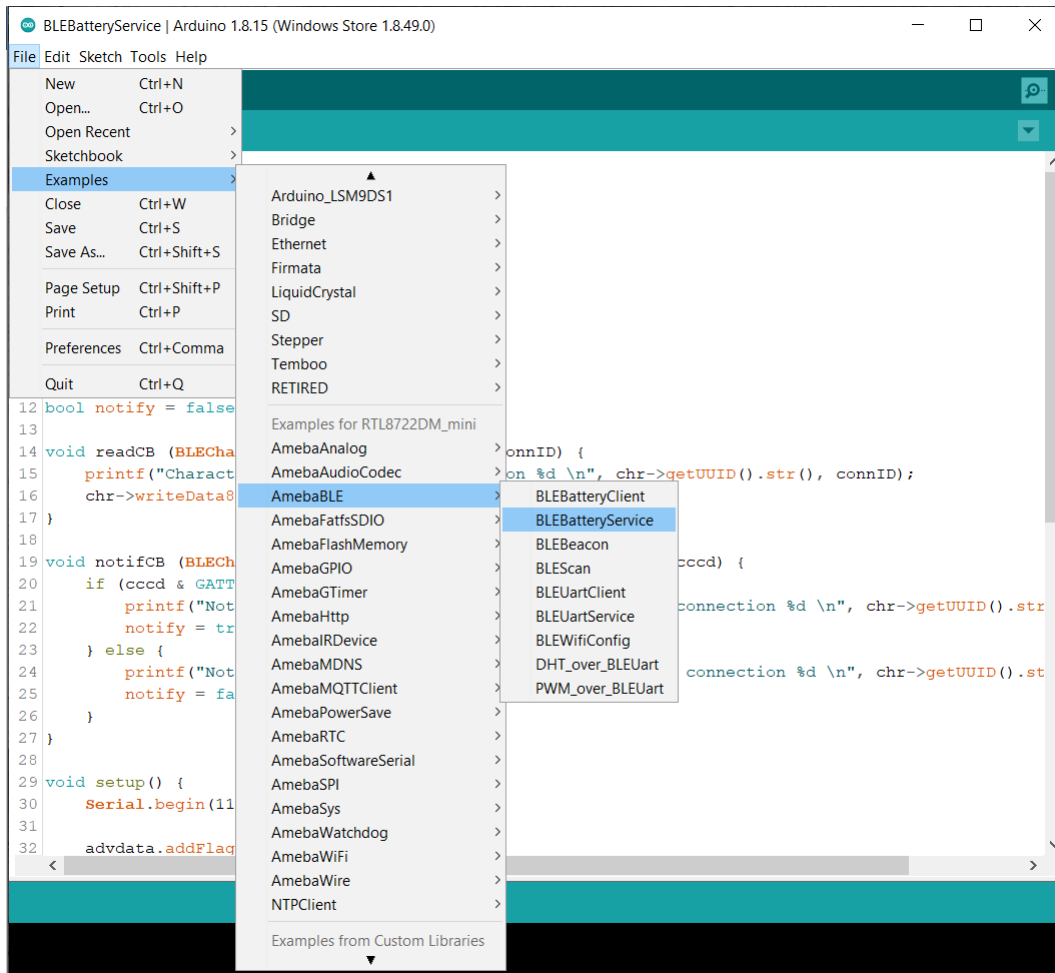 BLEBatteryService | Arduino 1.8.15 (Windows Store 1.8.49.0)
File Edit Sketch Tools Help
New Ctrl+N
Open... Ctrl+O
Open Recent
Sketchbook
Examples
Close Ctrl+W
Save Ctrl+S
Save As... Ctrl+Shift+S
Page Setup Ctrl+Shift+P
Print Ctrl+P
Preferences Ctrl+Comma
Quit Ctrl+Q
Arduino_LSM9DS1
Bridge
Ethernet
Firmata
LiquidCrystal
SD
Stepper
Temboo
RETIRED
Examples for RTL8722DM_mini
AmebaAnalog
AmebaAudioCodec
AmebaBLE
AmebaFatfsSDIO
AmebaFlashMemory
AmebaGPIO
AmebaGTimer
AmebaHttp
AmebaIRDevice
AmebaMDNS
AmebaMQTTClient
AmebaPowerSave
AmebaRTC
AmebaSoftwareSerial
AmebaSPI
AmebaSys
AmebaWatchdog
AmebaWiFi
AmebaWire
NTPClient
Examples from Custom Libraries
BLEBatteryClient
BLEBatteryService
BLEBeacon
BLEScan
BLEUartClient
BLEUartService
BLEWifiConfig
DHT_over_BLEUart
PWM_over_BLEUart
12 bool notify = false
13
14 void readCB (BLECha connID) {
15 printf("Charact on %d \n", chr->getUUID().str(), connID);
16 chr->writeData8
17 }
18
19 void notifCB (BLECh cccd) {
20 if (cccd & GATT
21 printf("Not connection %d \n", chr->getUUID().str
22 notify = tr
23 } else {
24 printf("Not connection %d \n", chr->getUUID().st
25 notify = fa
26 }
27 }
28
29 void setup() {
30 Serial.begin(11
31
32 advdata.addFlag